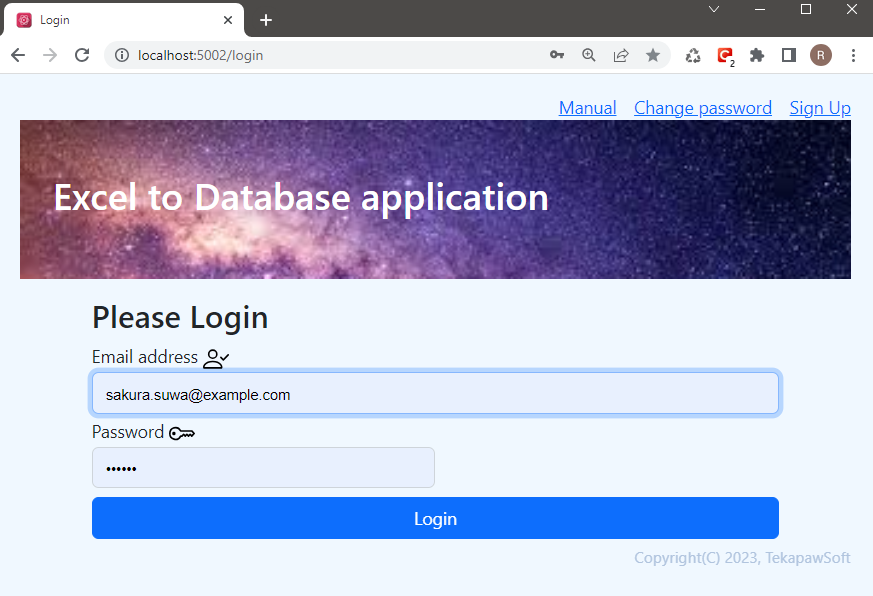 Login
localhost:5002/login
2
R
Manual Change password Sign Up
Excel to Database application
Please Login
Email address
sakura.suwa@example.com
Password
••••••
Login
Copyright(C) 2023, TekapawSoft